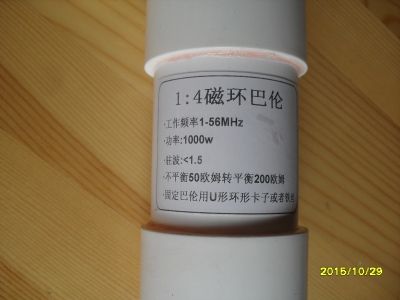 1:4磁环巴伦
·工作频率1-56MHz
·功率:1000w
·驻波:<1.5
·不平衡50欧姆转平衡200欧姆
·固定巴伦用U形环形卡子或者铁丝
2015/10/29